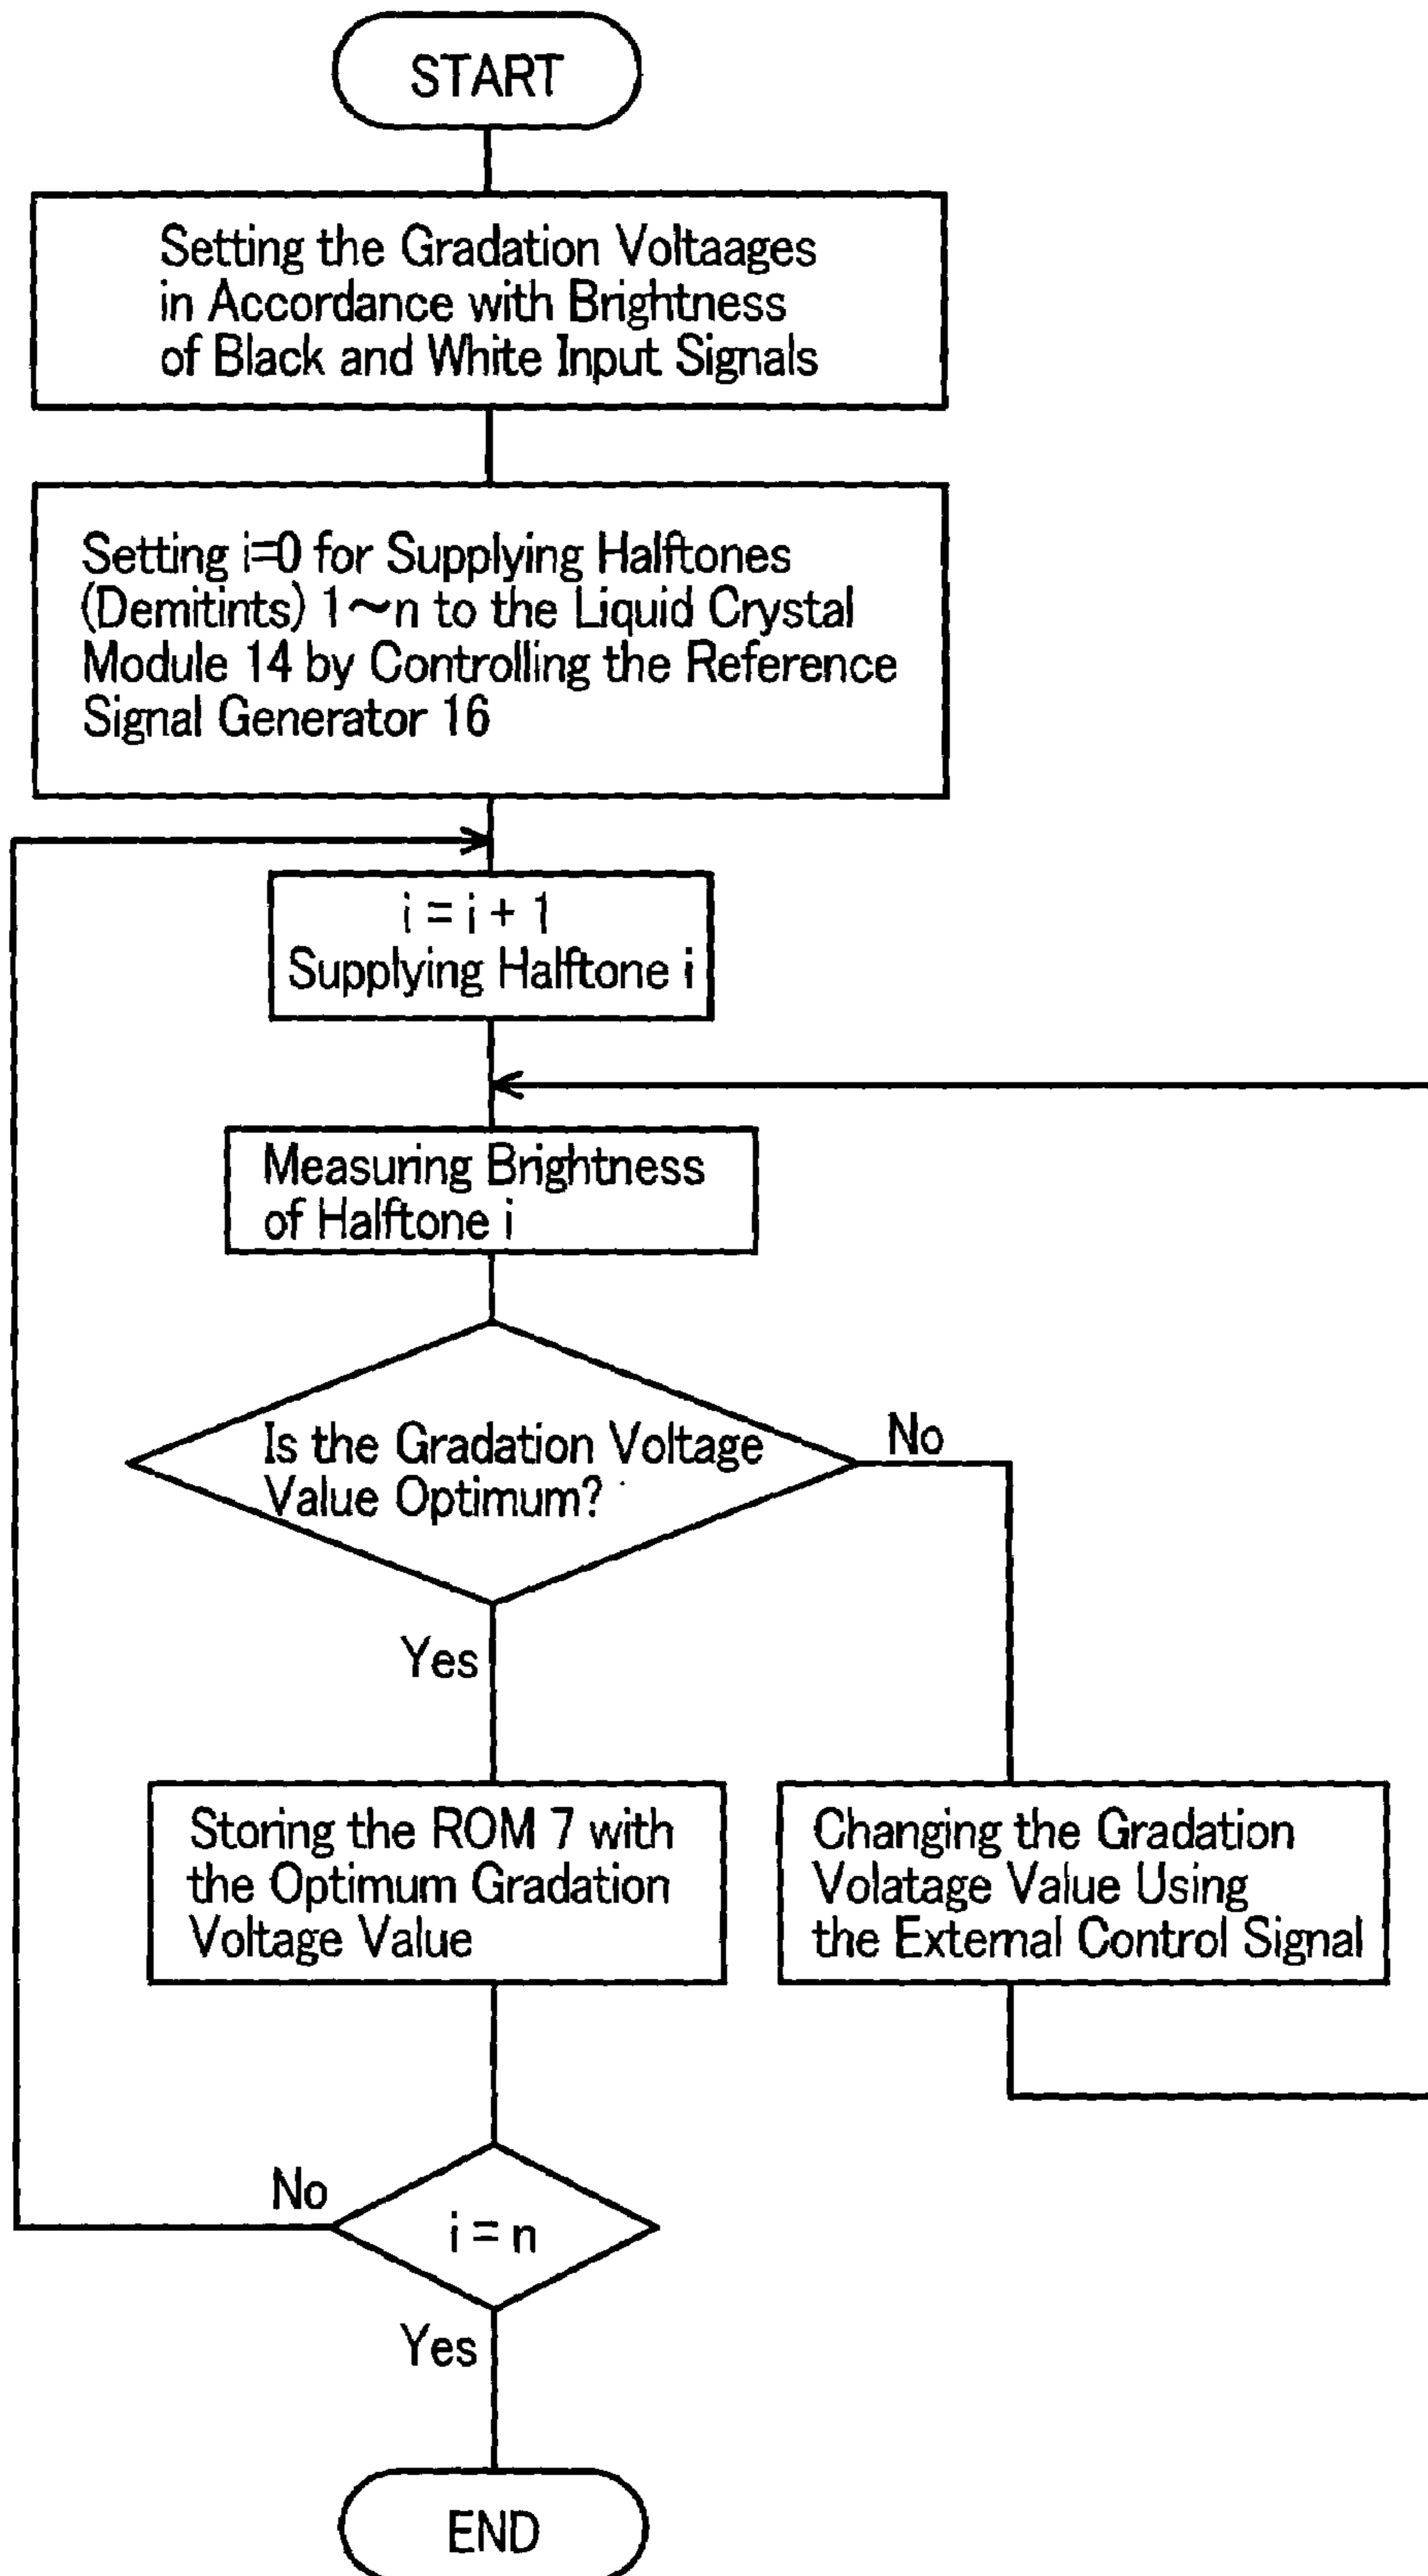 START
Setting the Gradation Voltaages
in Accordance with Brightness
of Black and White Input Signals
Setting i=0 for Supplying Halftones
(Demitints) 1~n to the Liquid Crystal
Module 14 by Controlling the Reference
Signal Generator 16
i = i + 1
Supplying Halftone i
Measuring Brightness
of Halftone i
Is the Gradation Voltage
Value Optimum?
No
Yes
Storing the ROM 7 with
the Optimum Gradation
Voltage Value
Changing the Gradation
Volatage Value Using
the External Control Signal
No
i = n
Yes
END